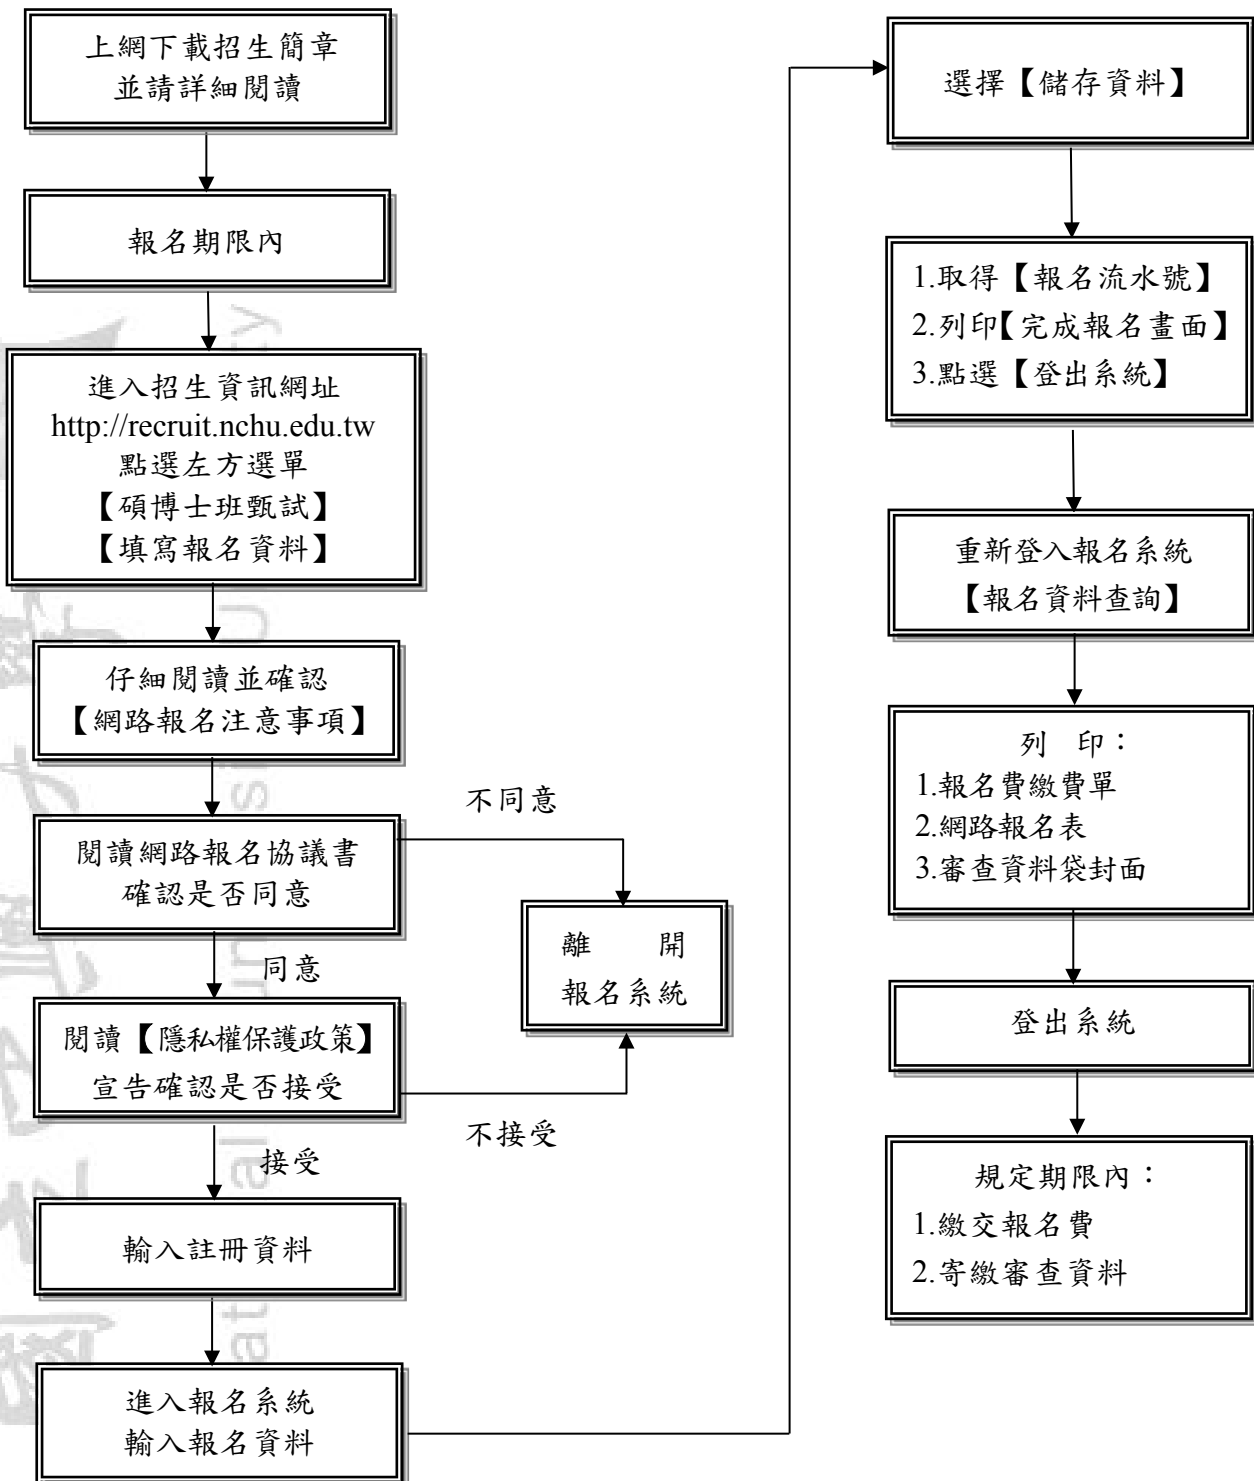 上網下載招生簡章
並請詳細閱讀
報名期限內
進入招生資訊網址
http://recruit.nchu.edu.tw
點選左方選單
【碩博士班甄試】
【填寫報名資料】
仔細閱讀並確認
【網路報名注意事項】
閱讀網路報名協議書
確認是否同意
不同意
同意
離 開
報名系統
閱讀【隱私權保護政策】
宣告確認是否接受
不接受
接受
輸入註冊資料
進入報名系統
輸入報名資料
選擇【儲存資料】
1.取得【報名流水號】
2.列印【完成報名畫面】
3.點選【登出系統】
重新登入報名系統
【報名資料查詢】
列 印：
1.報名費繳費單
2.網路報名表
3.審查資料袋封面
登出系統
規定期限內：
1.繳交報名費
2.寄繳審查資料